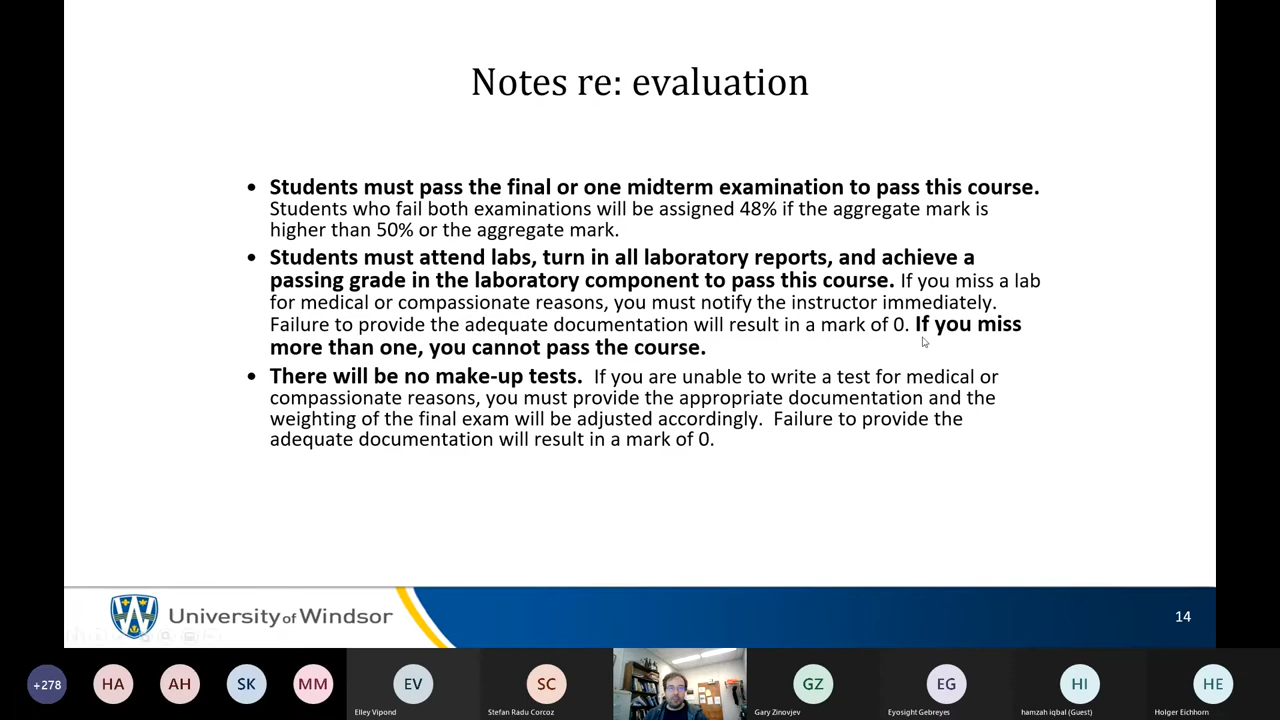 Notes re: evaluation
• Students must pass the final or one midterm examination to pass this course.
Students who fail both examinations will be assigned 48% if the aggregate mark is
higher than 50% or the aggregate mark.
• Students must attend labs, turn in all laboratory reports, and achieve a
passing grade in the laboratory component to pass this course. If you miss a lab
for medical or compassionate reasons, you must notify the instructor immediately.
Failure to provide the adequate documentation will result in a mark of 0. If you miss
more than one, you cannot pass the course.
• There will be no make-up tests.  If you are unable to write a test for medical or
compassionate reasons, you must provide the appropriate documentation and the
weighting of the final exam will be adjusted accordingly.  Failure to provide the
adequate documentation will result in a mark of 0.
University of Windsor
14
+278
HA
AH
SK
MM
EV
SC
GZ
EG
HI
HE
Elley Vipond
Stefan Radu Corcoz
Gary Zinovjev
Eyosight Gebreyes
hamzah iqbal (Guest)
Holger Eichhorn